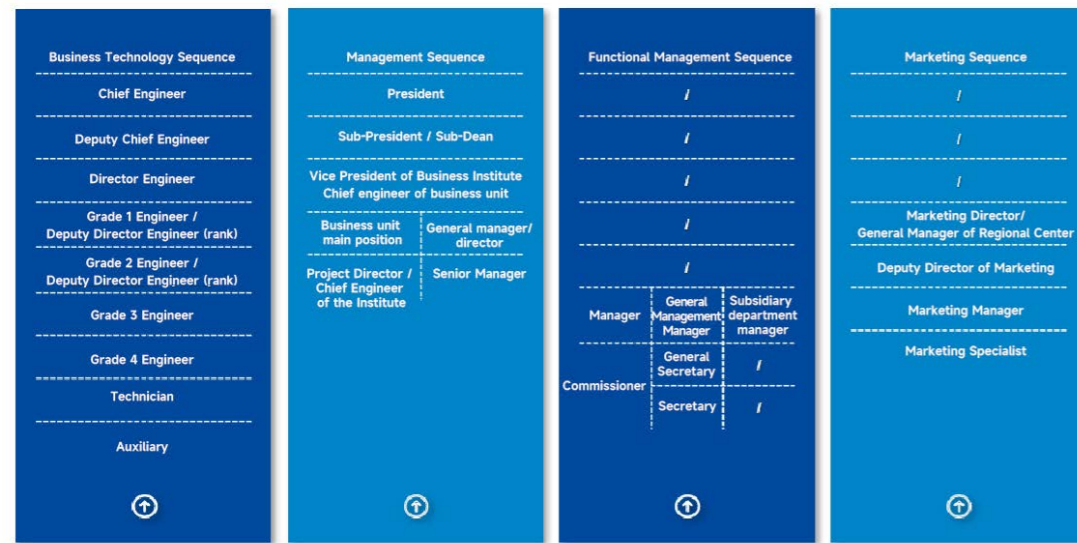 Business Technology Sequence
Chief Engineer
Deputy Chief Engineer
Director Engineer
Grade 1 Engineer /
Deputy Director Engineer (rank)
Grade 2 Engineer /
Deputy Director Engineer (rank)
Grade 3 Engineer
Grade 4 Engineer
Technician
Auxiliary
Management Sequence
President
Sub-President / Sub-Dean
Vice President of Business Institute
Chief engineer of business unit
Business unit
main position
General manager/
director
Project Director /
Chief Engineer
of the Institute
Senior Manager
Functional Management Sequence
/
/
/
/
/
Manager
General
Management
Manager
Subsidiary
department
manager
Commissioner
General
Secretary
/
Secretary
/
Marketing Sequence
/
/
/
Marketing Director/
General Manager of Regional Center
Deputy Director of Marketing
Marketing Manager
Marketing Specialist